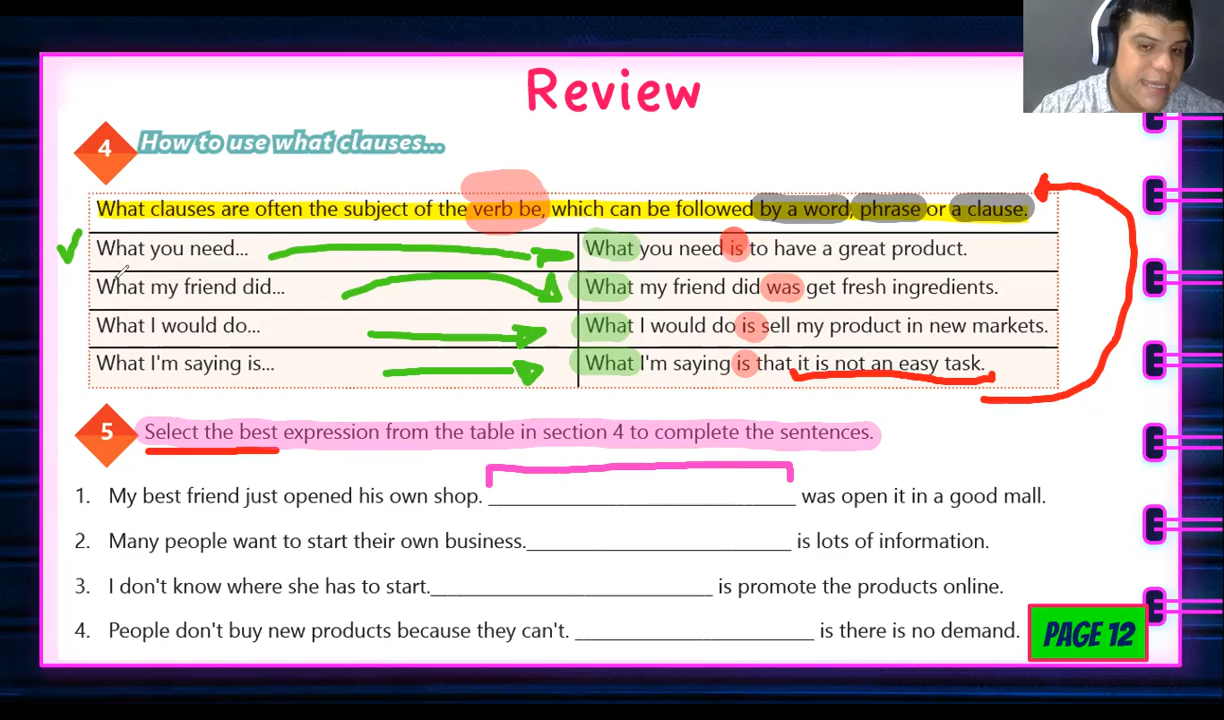 Review
4 How to use what clauses...
What clauses are often the subject of the verb be, which can be followed by a word, phrase or a clause.
What you need... What you need is to have a great product.
What my friend did... What my friend did was get fresh ingredients.
What I would do... What I would do is sell my product in new markets.
What I'm saying is... What I'm saying is that it is not an easy task.
5 Select the best expression from the table in section 4 to complete the sentences.
1. My best friend just opened his own shop. ____________________________ was open it in a good mall.
2. Many people want to start their own business.________________________ is lots of information.
3. I don't know where she has to start.__________________________ is promote the products online.
4. People don't buy new products because they can't. ______________________ is there is no demand.
PAGE 12